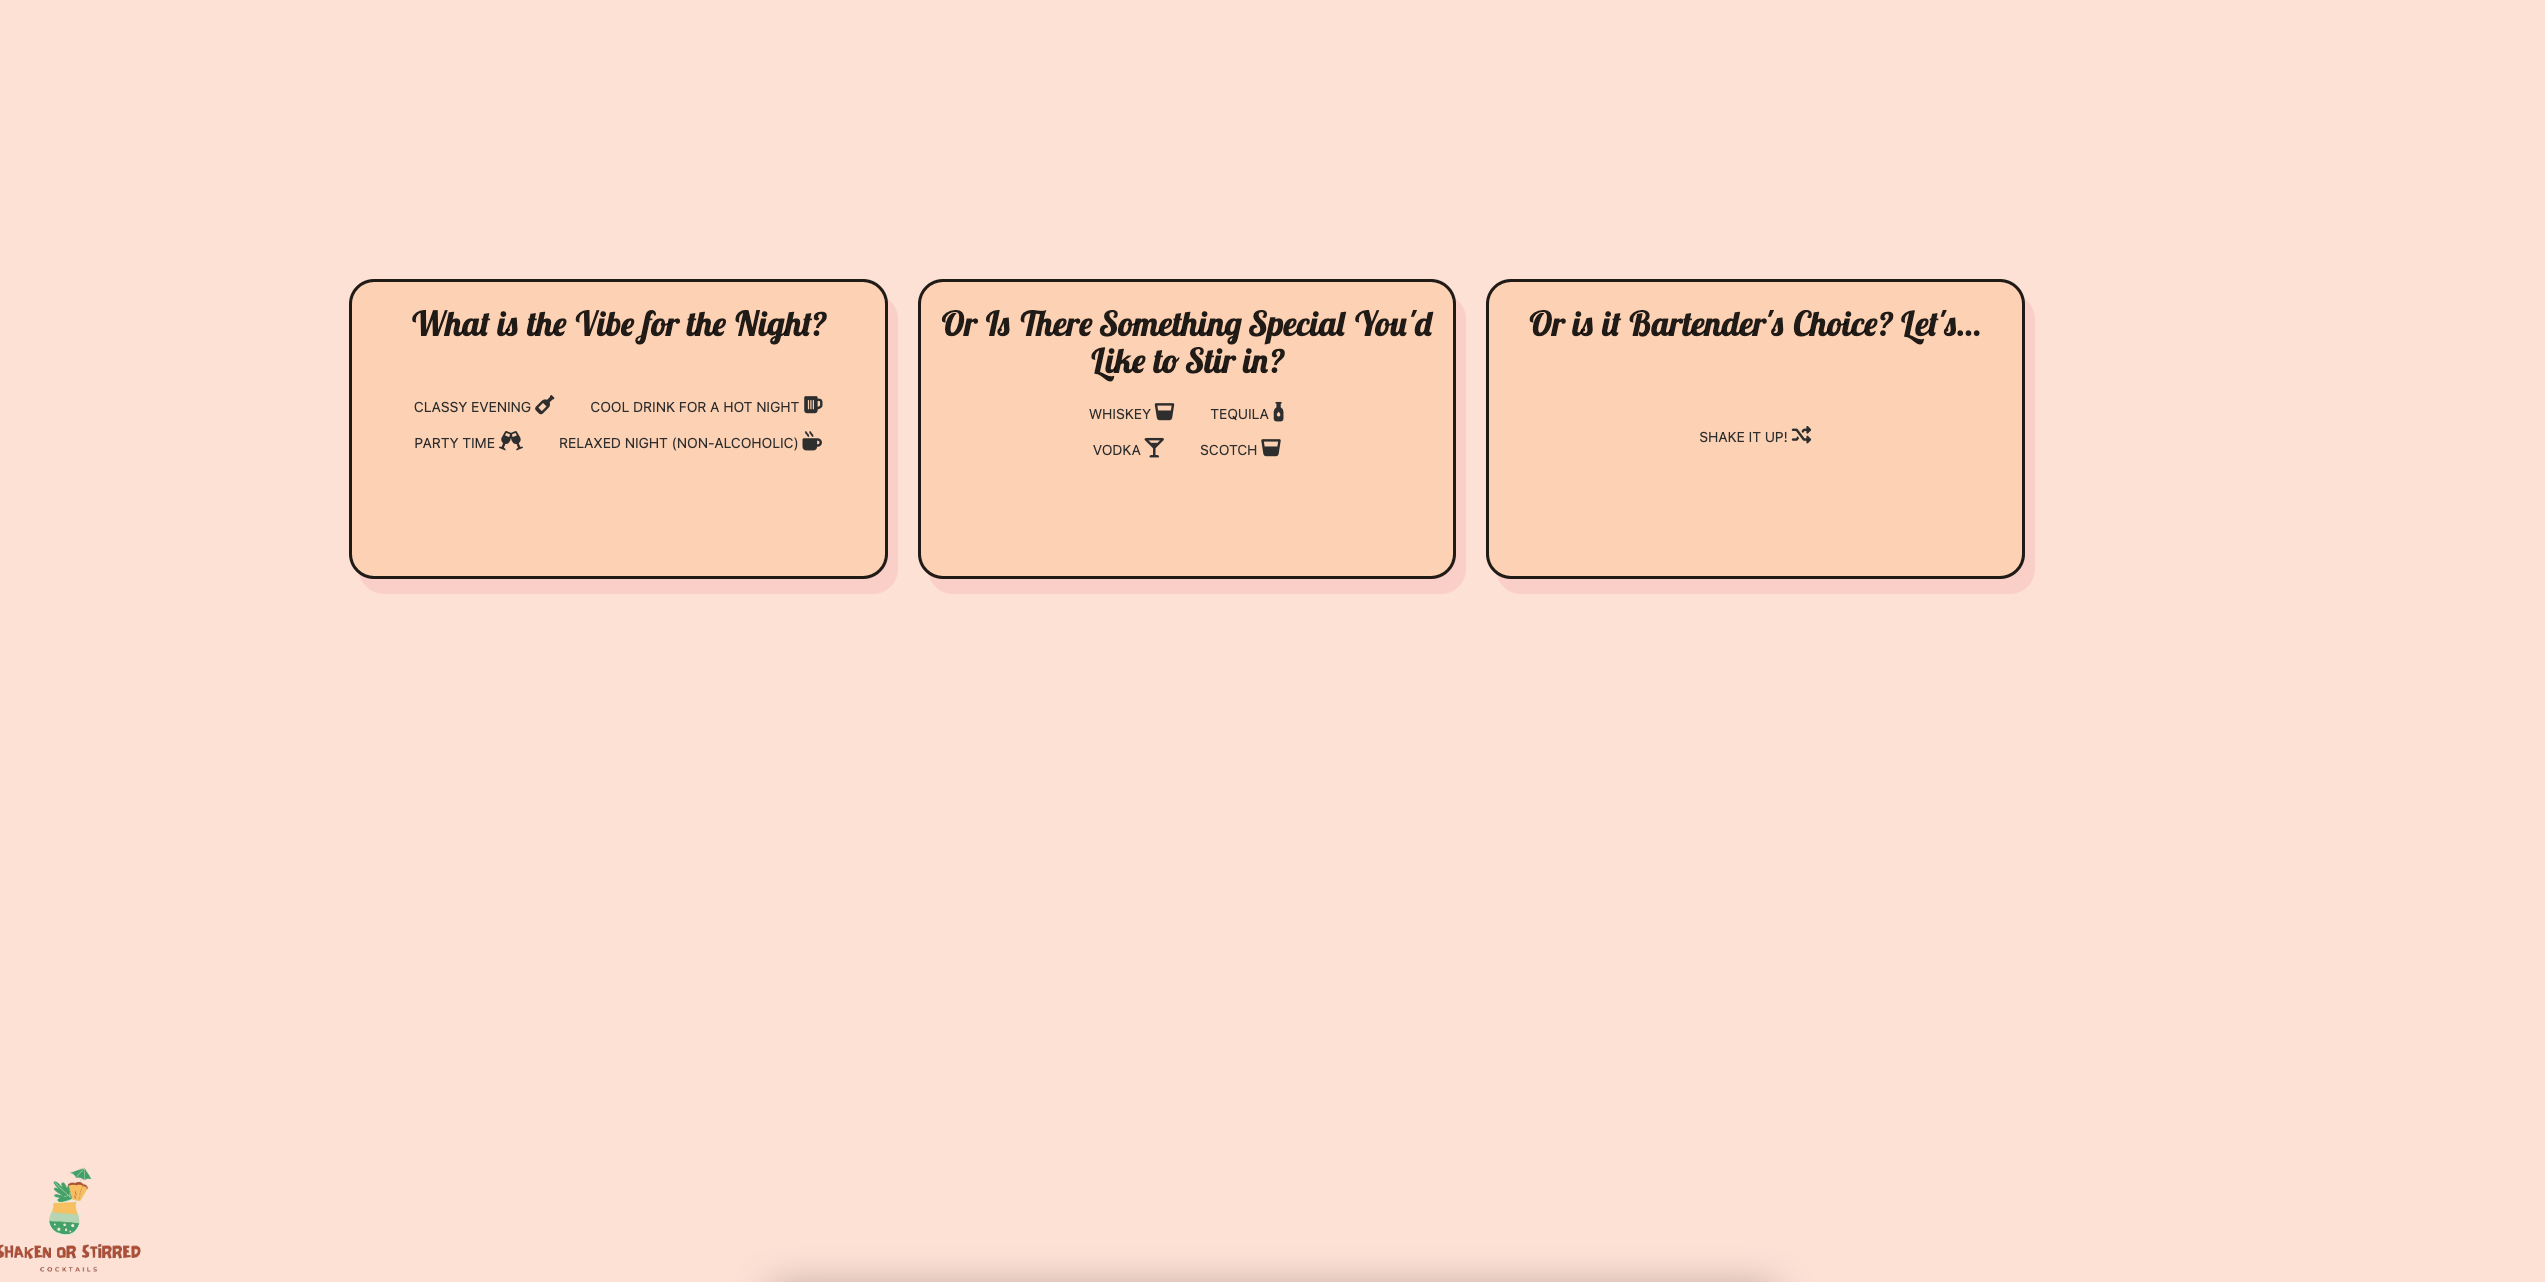 What is the Vibe for the Night?
CLASSY EVENING
COOL DRINK FOR A HOT NIGHT
PARTY TIME
RELAXED NIGHT (NON-ALCOHOLIC)
Or Is There Something Special You'd
Like to Stir in?
WHISKEY
TEQUILA
VODKA
SCOTCH
Or is it Bartender's Choice? Let's...
SHAKE IT UP!
SHAKEN OR STIRRED
COCKTAILS